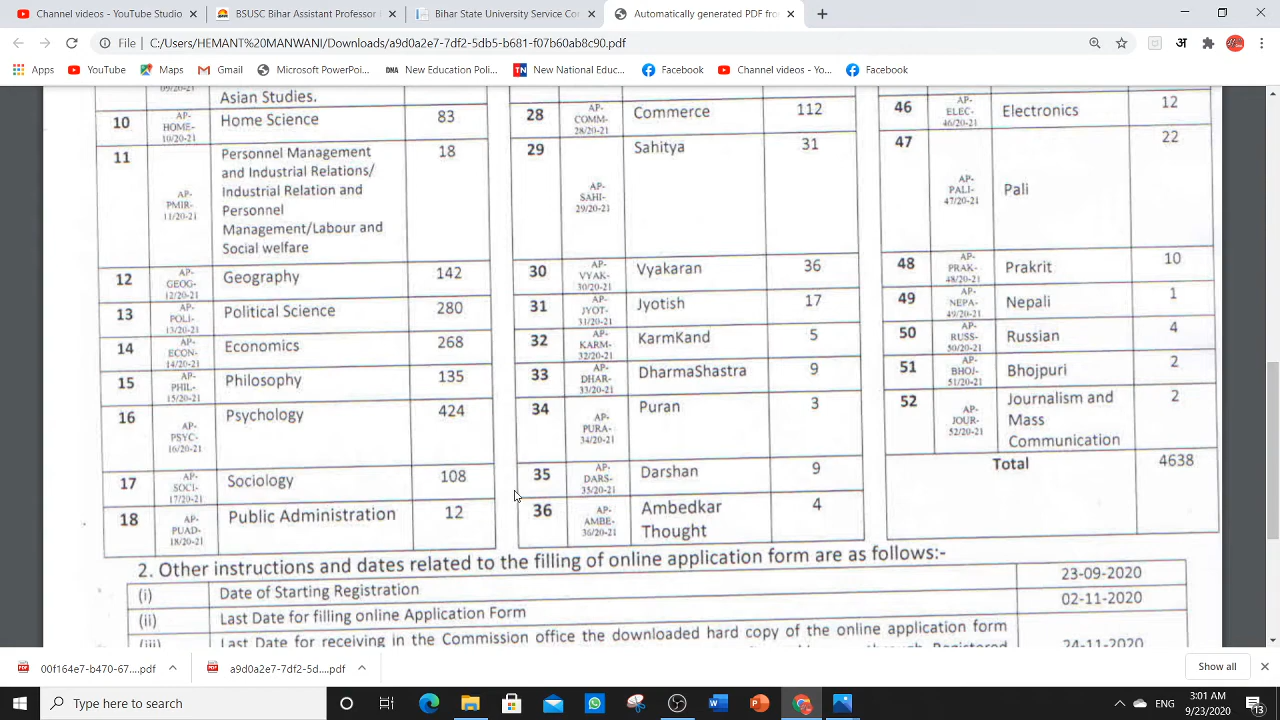 Channel videos - YouTube Studio
BSUSC Bihar Assistant Professor
Bihar State University Service Co
Automatically generated PDF fro
File C:/Users/HEMANT%20MANWANI/Downloads/a9d0a2e7-7df2-5db5-b681-f07b60ab8c90.pdf
अ
Apps YouTube Maps Gmail Microsoft PowerPoi... DNA New Education Poli... TN New National Educ... Facebook Channel videos - Yo... Facebook
09/20-21 Asian Studies.
10 AP-HOME-10/20-21 Home Science 83
11 AP-PMIR-11/20-21 Personnel Management
and Industrial Relations/
Industrial Relation and
Personnel
Management/Labour and
Social welfare 18
12 AP-GEOG-12/20-21 Geography 142
13 AP-POLI-13/20-21 Political Science 280
14 AP-ECON-14/20-21 Economics 268
15 AP-PHIL-15/20-21 Philosophy 135
16 AP-PSYC-16/20-21 Psychology 424
17 AP-SOCI-17/20-21 Sociology 108
18 AP-PUAD-18/20-21 Public Administration 12
28 AP-COMM-28/20-21 Commerce 112
29 AP-SAHI-29/20-21 Sahitya 31
30 AP-VYAK-30/20-21 Vyakaran 36
31 AP-JYOT-31/20-21 Jyotish 17
32 AP-KARM-32/20-21 KarmKand 5
33 AP-DHAR-33/20-21 DharmaShastra 9
34 AP-PURA-34/20-21 Puran 3
35 AP-DARS-35/20-21 Darshan 9
36 AP-AMBE-36/20-21 Ambedkar
Thought 4
46 AP-ELEC-46/20-21 Electronics 12
47 AP-PALI-47/20-21 Pali 22
48 AP-PRAK-48/20-21 Prakrit 10
49 AP-NEPA-49/20-21 Nepali 1
50 AP-RUSS-50/20-21 Russian 4
51 AP-BHOJ-51/20-21 Bhojpuri 2
52 AP-JOUR-52/20-21 Journalism and
Mass
Communication 2
Total 4638
2. Other instructions and dates related to the filling of online application form are as follows:-
(i) Date of Starting Registration 23-09-2020
(ii) Last Date for filling online Application Form 02-11-2020
(iii) Last Date for receiving in the Commission office the downloaded hard copy of the online application form 24-11-2020
through Registered
00f164e7-b470-67....pdf a9d0a2e7-7df2-5d....pdf Show all
Type here to search
ENG 3:01 AM
9/23/2020 13